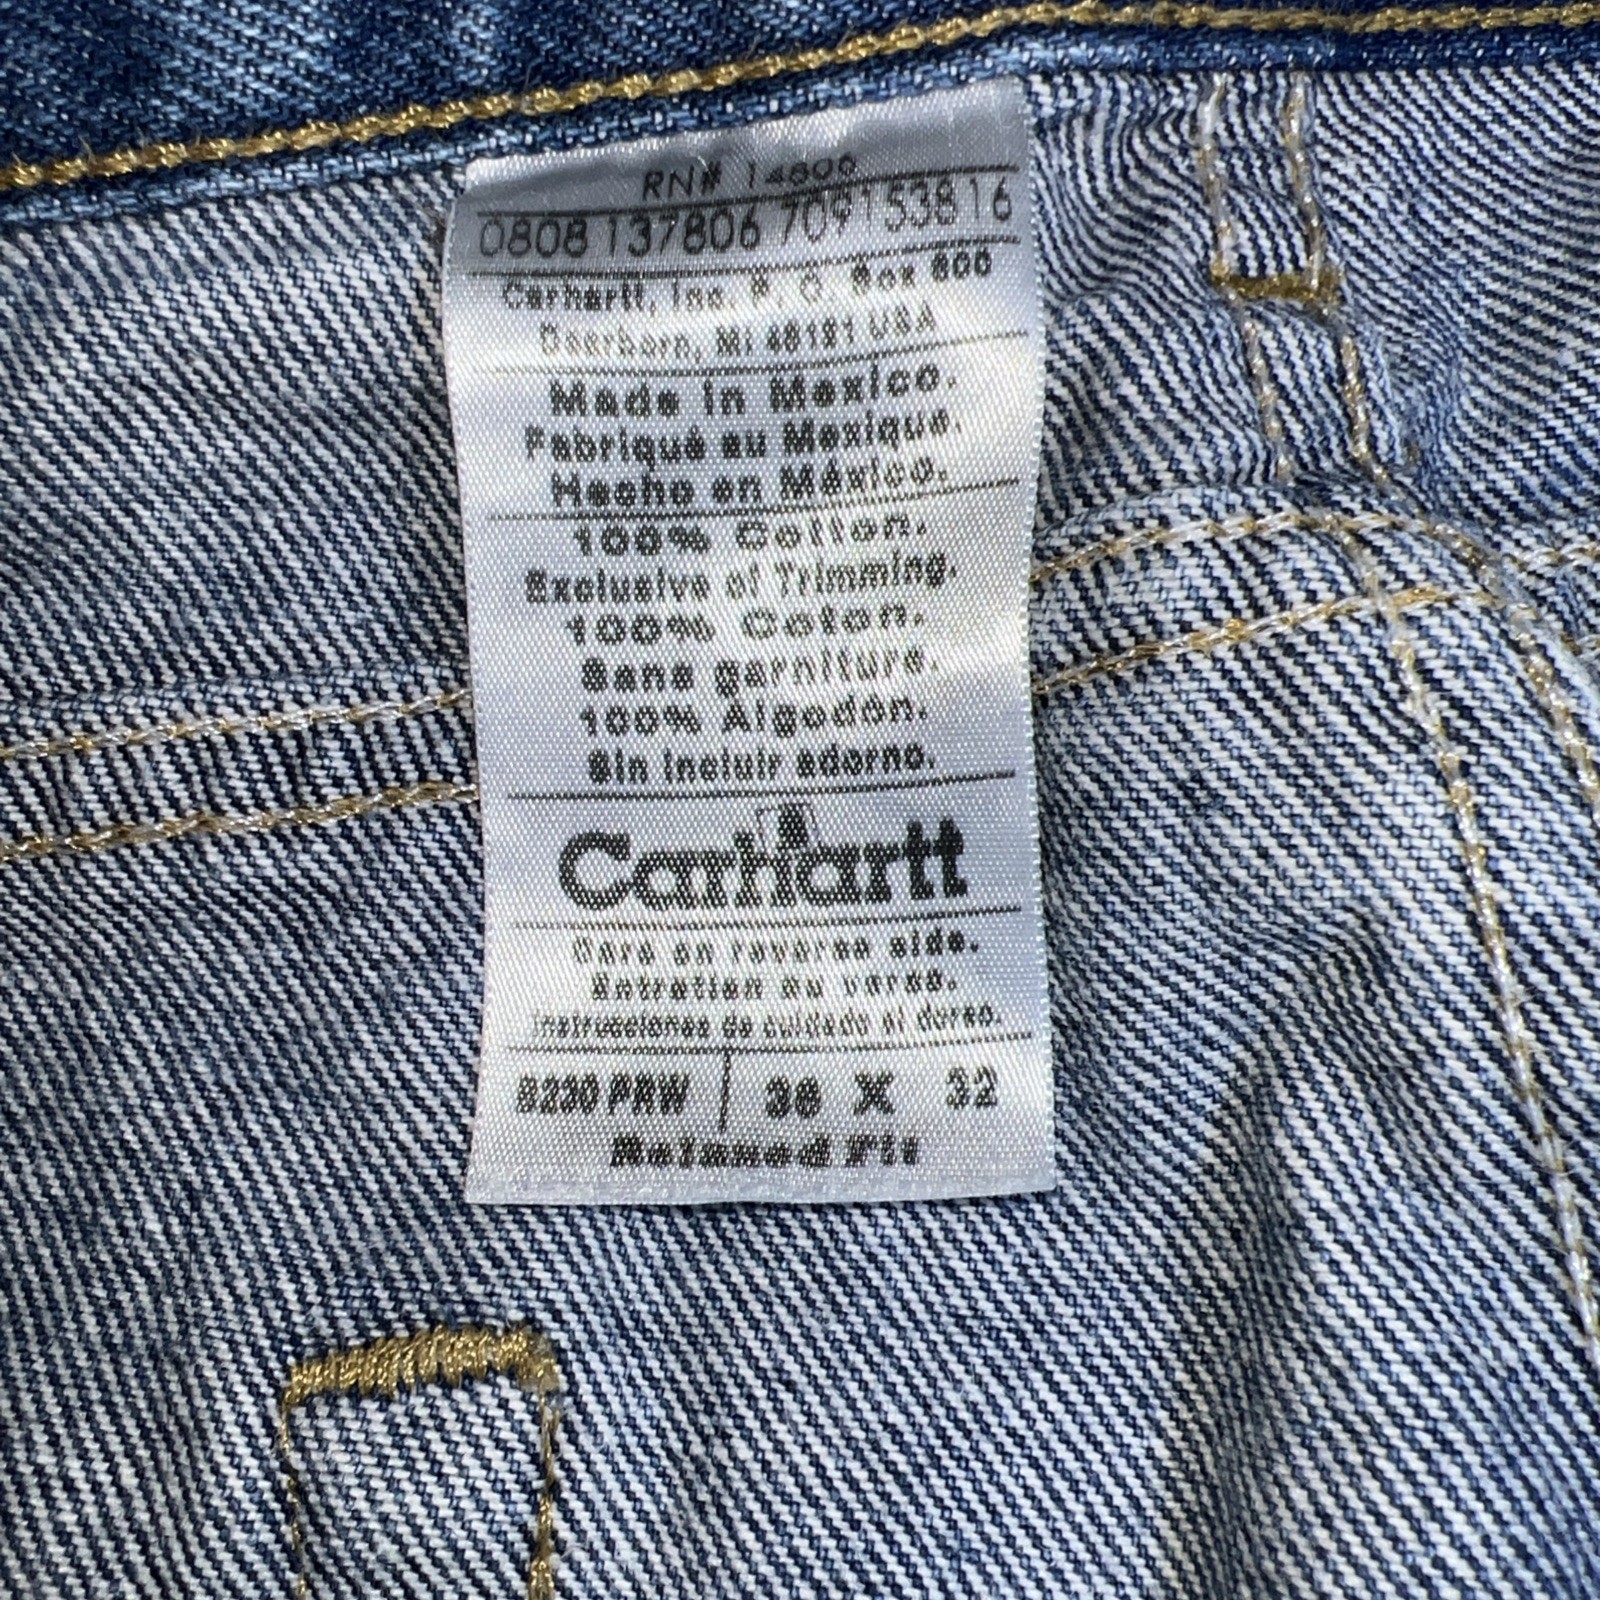 RN# 14806
0808 137806 709153816
Carhartt, Inc. P. O. Box 600
Dearborn, MI 48121 USA
Made in Mexico.
Fabriqué au Mexique.
Hecho en México.
100% Cotton.
Exclusive of Trimming.
100% Coton.
Sans garniture.
100% Algodón.
Sin incluir adorno.
Carhartt
Care on reverse side.
Entretien au verso.
Instrucciones de cuidado al dorso.
B230 PRW 36 X 32
Relaxed Fit